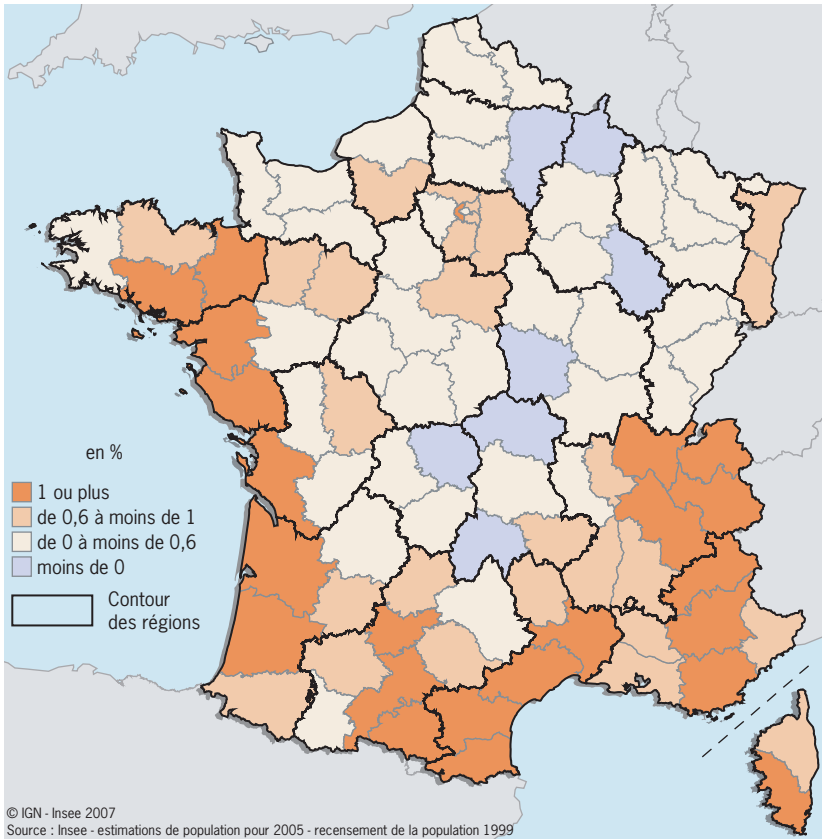 en %
1 ou plus
de 0,6 à moins de 1
de 0 à moins de 0,6
moins de 0
Contour
des régions
© IGN - Insee 2007
Source : Insee - estimations de population pour 2005 - recensement de la population 1999